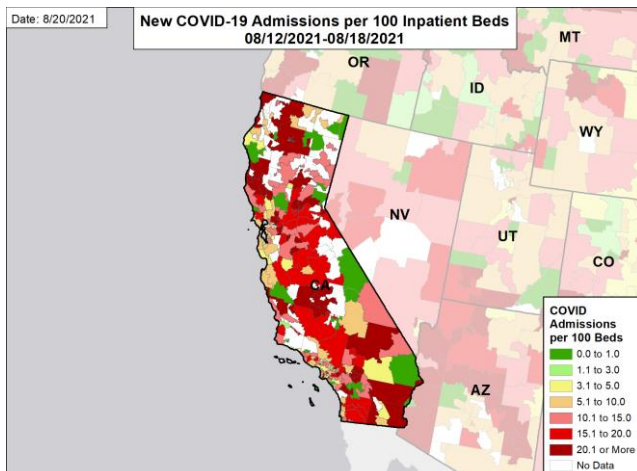 Date: 8/20/2021
New COVID-19 Admissions per 100 Inpatient Beds
08/12/2021-08/18/2021
MT
OR
ID
WY
NV
UT
CO
CA
AZ
COVID
Admissions
per 100 Beds
0.0 to 1.0
1.1 to 3.0
3.1 to 5.0
5.1 to 10.0
10.1 to 15.0
15.1 to 20.0
20.1 or More
No Data